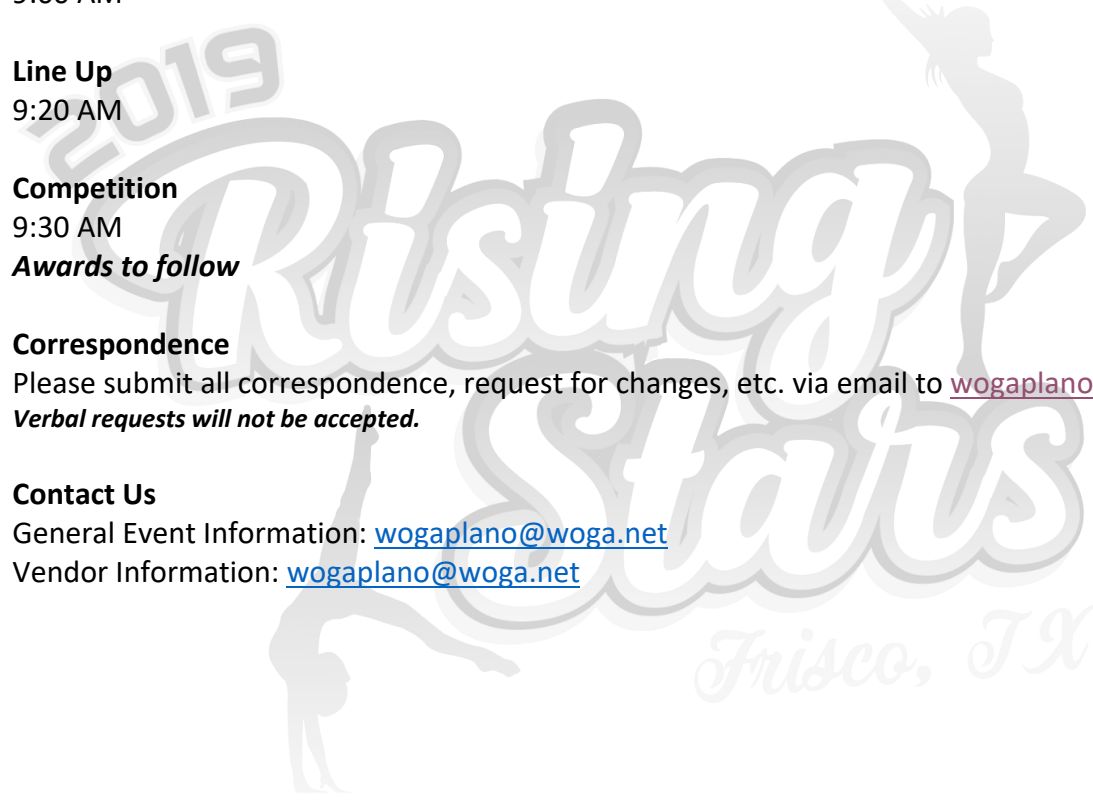 AM
Line Up
9:20 AM
Competition
9:30 AM
Awards to follow
Correspondence
Please submit all correspondence, request for changes, etc. via email to wogaplano
Verbal requests will not be accepted.
Contact Us
General Event Information: wogaplano@woga.net
Vendor Information: wogaplano@woga.net
2019
Rising
Stars
Frisco, TX